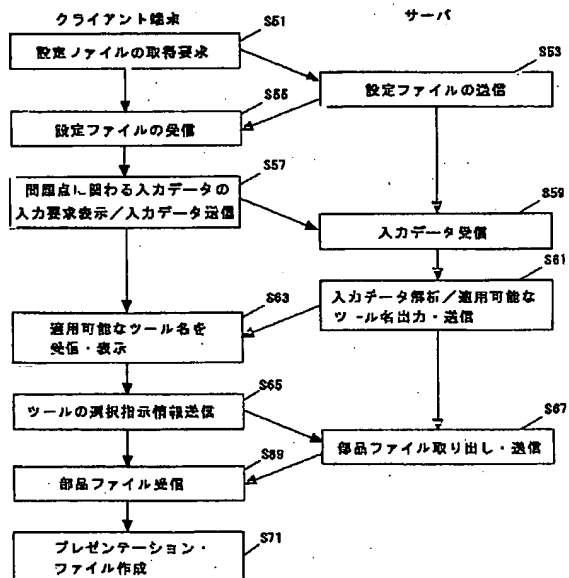 クライアント端末
サーバ
S51
設定ファイルの取得要求
S53
設定ファイルの送信
S55
設定ファイルの受信
S57
問題点に関わる入力データの
入力要求表示/入力データ送信
S59
入力データ受信
S61
入力データ解析/適用可能な
ツール名出力・送信
S63
適用可能なツール名を
受信・表示
S65
ツールの選択指示情報送信
S67
部品ファイル取り出し・送信
S69
部品ファイル受信
S71
プレゼンテーション・
ファイル作成